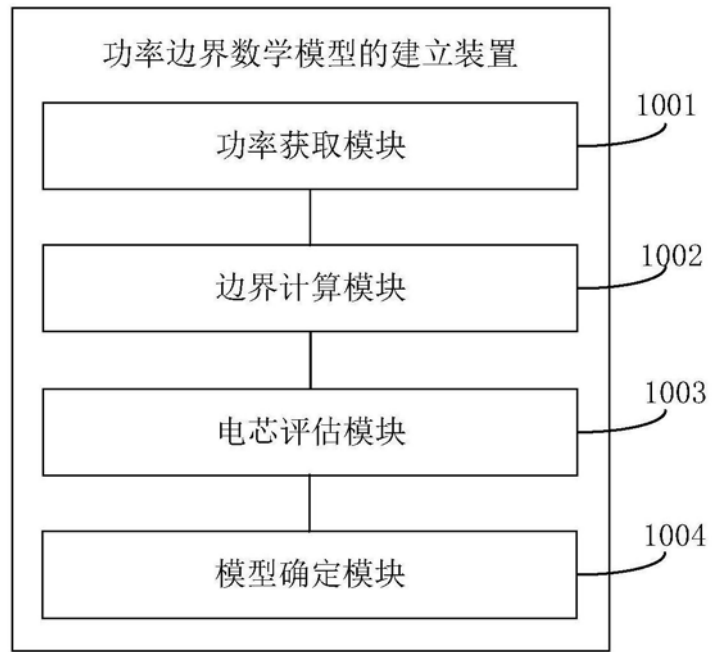 功率边界数学模型的建立装置
功率获取模块
1001
边界计算模块
1002
电芯评估模块
1003
模型确定模块
1004